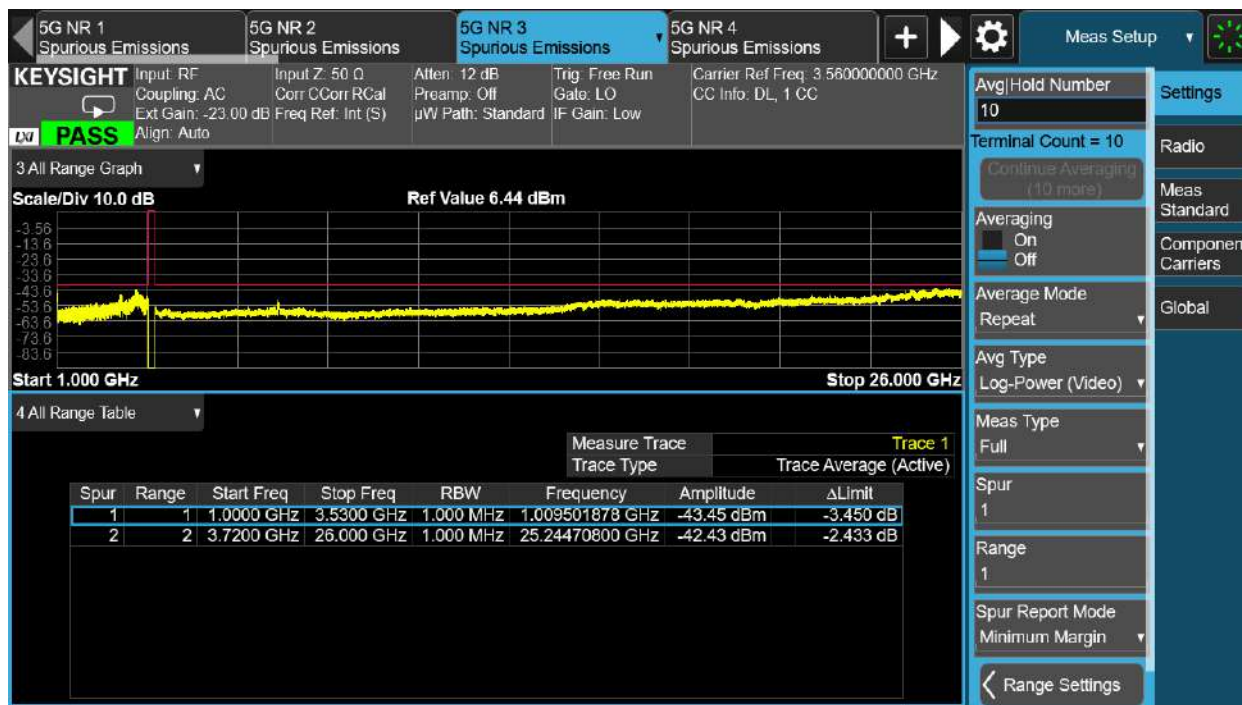 5G NR 1
Spurious Emissions
5G NR 2
Spurious Emissions
5G NR 3
Spurious Emissions
5G NR 4
Spurious Emissions
+
Meas Setup
KEYSIGHT
LXI
PASS
Input: RF
Coupling: AC
Ext Gain: -23.00 dB
Align: Auto
Input Z: 50 Ω
Corr CCorr RCal
Freq Ref: Int (S)
Atten: 12 dB
Preamp: Off
µW Path: Standard
Trig: Free Run
Gate: LO
IF Gain: Low
Carrier Ref Freq: 3.560000000 GHz
CC Info: DL, 1 CC
3 All Range Graph
Scale/Div 10.0 dB
Ref Value 6.44 dBm
-3.56
-13.6
-23.6
-33.6
-43.6
-53.6
-63.6
-73.6
-83.6
Start 1.000 GHz
Stop 26.000 GHz
4 All Range Table
Measure Trace Trace 1
Trace Type Trace Average (Active)
Spur Range Start Freq Stop Freq RBW Frequency Amplitude ΔLimit
1 1 1.0000 GHz 3.5300 GHz 1.000 MHz 1.009501878 GHz -43.45 dBm -3.450 dB
2 2 3.7200 GHz 26.000 GHz 1.000 MHz 25.24470800 GHz -42.43 dBm -2.433 dB
Avg|Hold Number
10
Terminal Count = 10
Continue Averaging
(10 more)
Averaging
On
Off
Average Mode
Repeat
Avg Type
Log-Power (Video)
Meas Type
Full
Spur
1
Range
1
Spur Report Mode
Minimum Margin
Range Settings
Settings
Radio
Meas
Standard
Componen
Carriers
Global